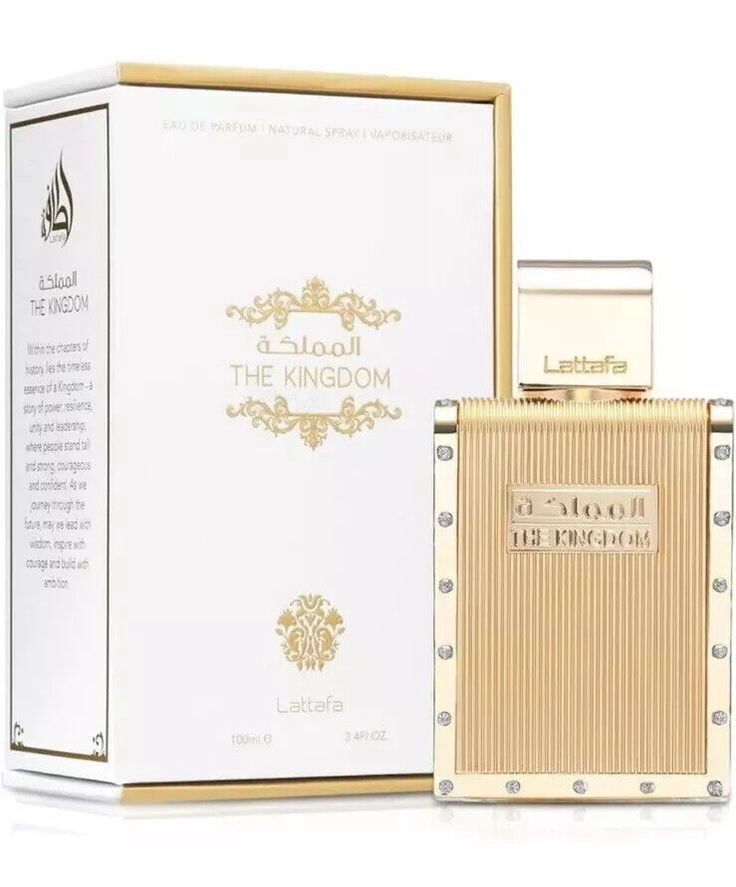 EAU DE PARFUM | NATURAL SPRAY | VAPORISATEUR
لطافة
Lattafa
المملكة
THE KINGDOM
Within the chapters of
history, lies the timeless
essence of a Kingdom - a
story of power, resilience,
unity and leadership;
where people stand tall
and strong, courageous
and confident. As we
journey through the
future, may we lead with
wisdom, inspire with
courage and build with
ambition
المملكة
THE KINGDOM
Lattafa
100ml e
3.4Fl OZ.
Lattafa
المملكة
THE KINGDOM